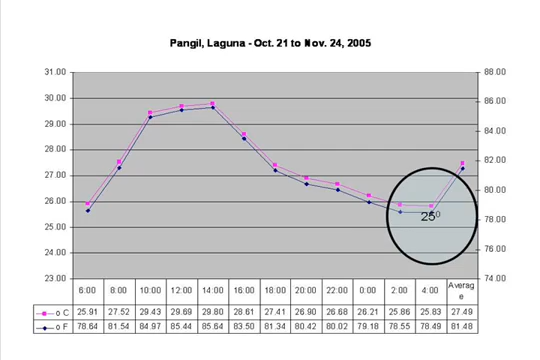 Pangil, Laguna - Oct. 21 to Nov. 24, 2005
31.00 88.00
30.00 86.00
29.00 84.00
28.00 82.00
27.00 80.00
26.00 78.00
25⁰
25.00 76.00
24.00
23.00 74.00
6:00 8:00 10:00 12:00 14:00 16:00 18:00 20:00 22:00 0:00 2:00 4:00 Averag
e
o C 25.91 27.52 29.43 29.69 29.80 28.61 27.41 26.90 26.68 26.21 25.86 25.83 27.49
o F 78.64 81.54 84.97 85.44 85.64 83.50 81.34 80.42 80.02 79.18 78.55 78.49 81.48